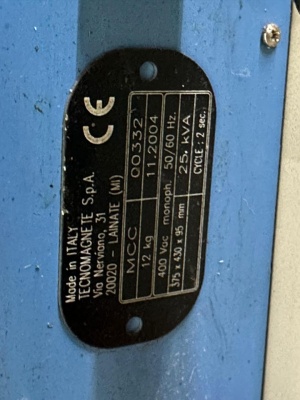 Made in ITALY
TECNOMAGNETE S.p.A.
Via Nerviano, 31
20020 - LAINATE (MI)
CE
MCC 00332
12 kg 11.2004
400 Vac monoph. 50/60 Hz.
375 x 430 x 95 mm 25. kVA
CYCLE : 2 sec.